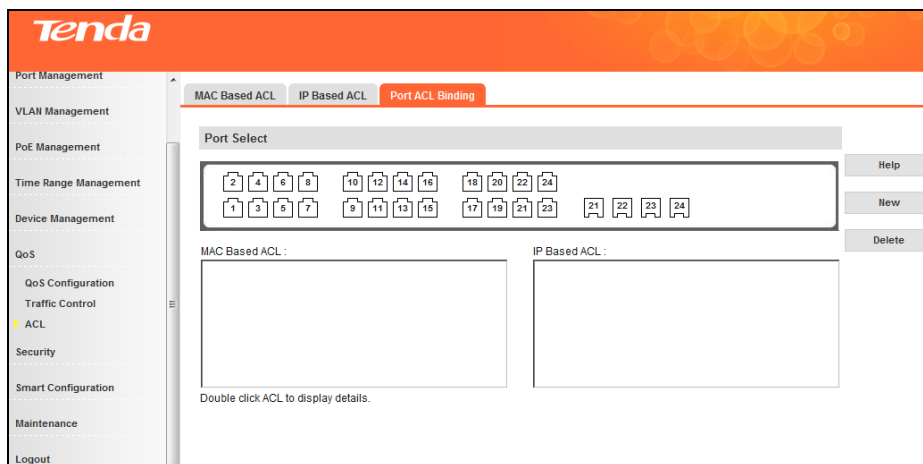 Tenda
Port Management
VLAN Management
PoE Management
Time Range Management
Device Management
QoS
QoS Configuration
Traffic Control
ACL
Security
Smart Configuration
Maintenance
Logout
MAC Based ACL IP Based ACL Port ACL Binding
Port Select
2 4 6 8 10 12 14 16 18 20 22 24
1 3 5 7 9 11 13 15 17 19 21 23 21 22 23 24
MAC Based ACL : IP Based ACL :
Double click ACL to display details.
Help
New
Delete